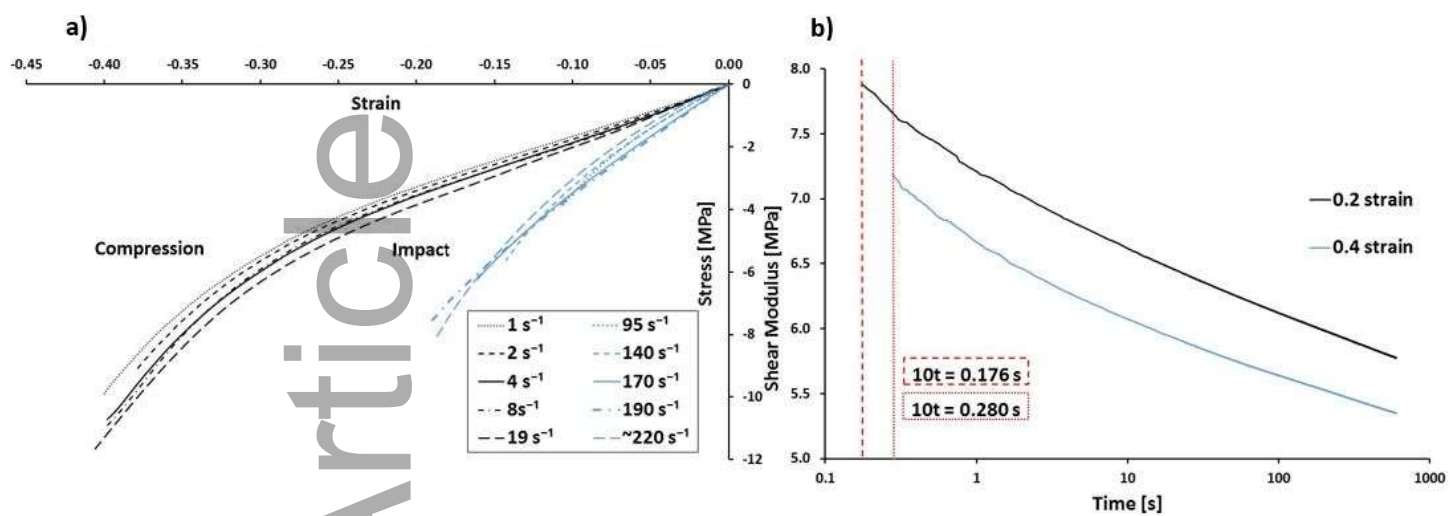 a)
-0.45 -0.40 -0.35 -0.30 -0.25 -0.20 -0.15 -0.10 -0.05 0.00
0
-2
-4
-6
-8
-10
-12
Strain
Stress [MPa]
Compression
Impact
1 s⁻¹ 95 s⁻¹
2 s⁻¹ 140 s⁻¹
4 s⁻¹ 170 s⁻¹
8s⁻¹ 190 s⁻¹
19 s⁻¹ ~220 s⁻¹
Article
b)
8.0
7.5
7.0
6.5
6.0
5.5
5.0
Shear Modulus [MPa]
0.2 strain
0.4 strain
10t = 0.176 s
10t = 0.280 s
0.1 1 10 100 1000
Time [s]